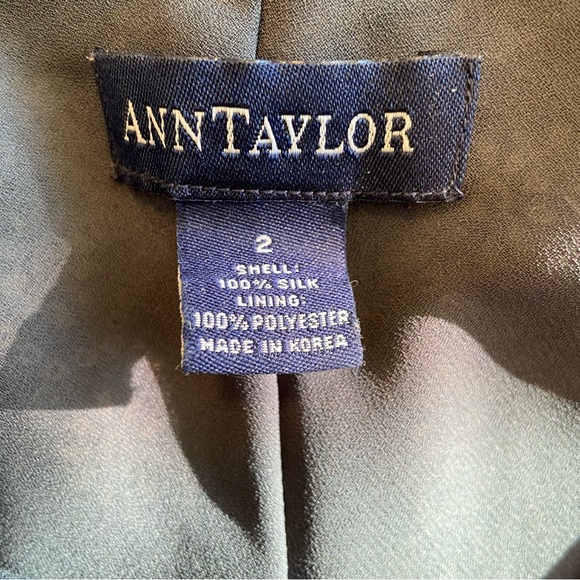 ANNTAYLOR
2
SHELL:
100% SILK
LINING:
100% POLYESTER
MADE IN KOREA